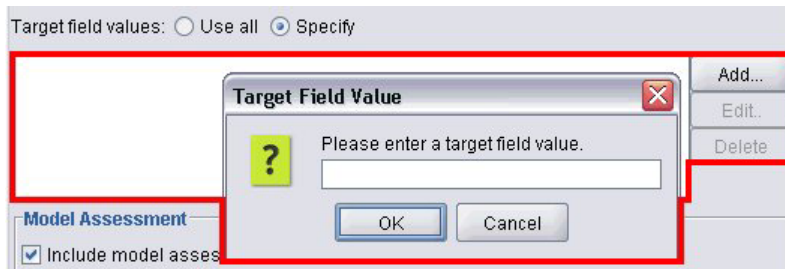 Target field values: Use all Specify
Add...
Target Field Value
Edit..
Please enter a target field value.
Delete
?
OK Cancel
Model Assessment
Include model asses